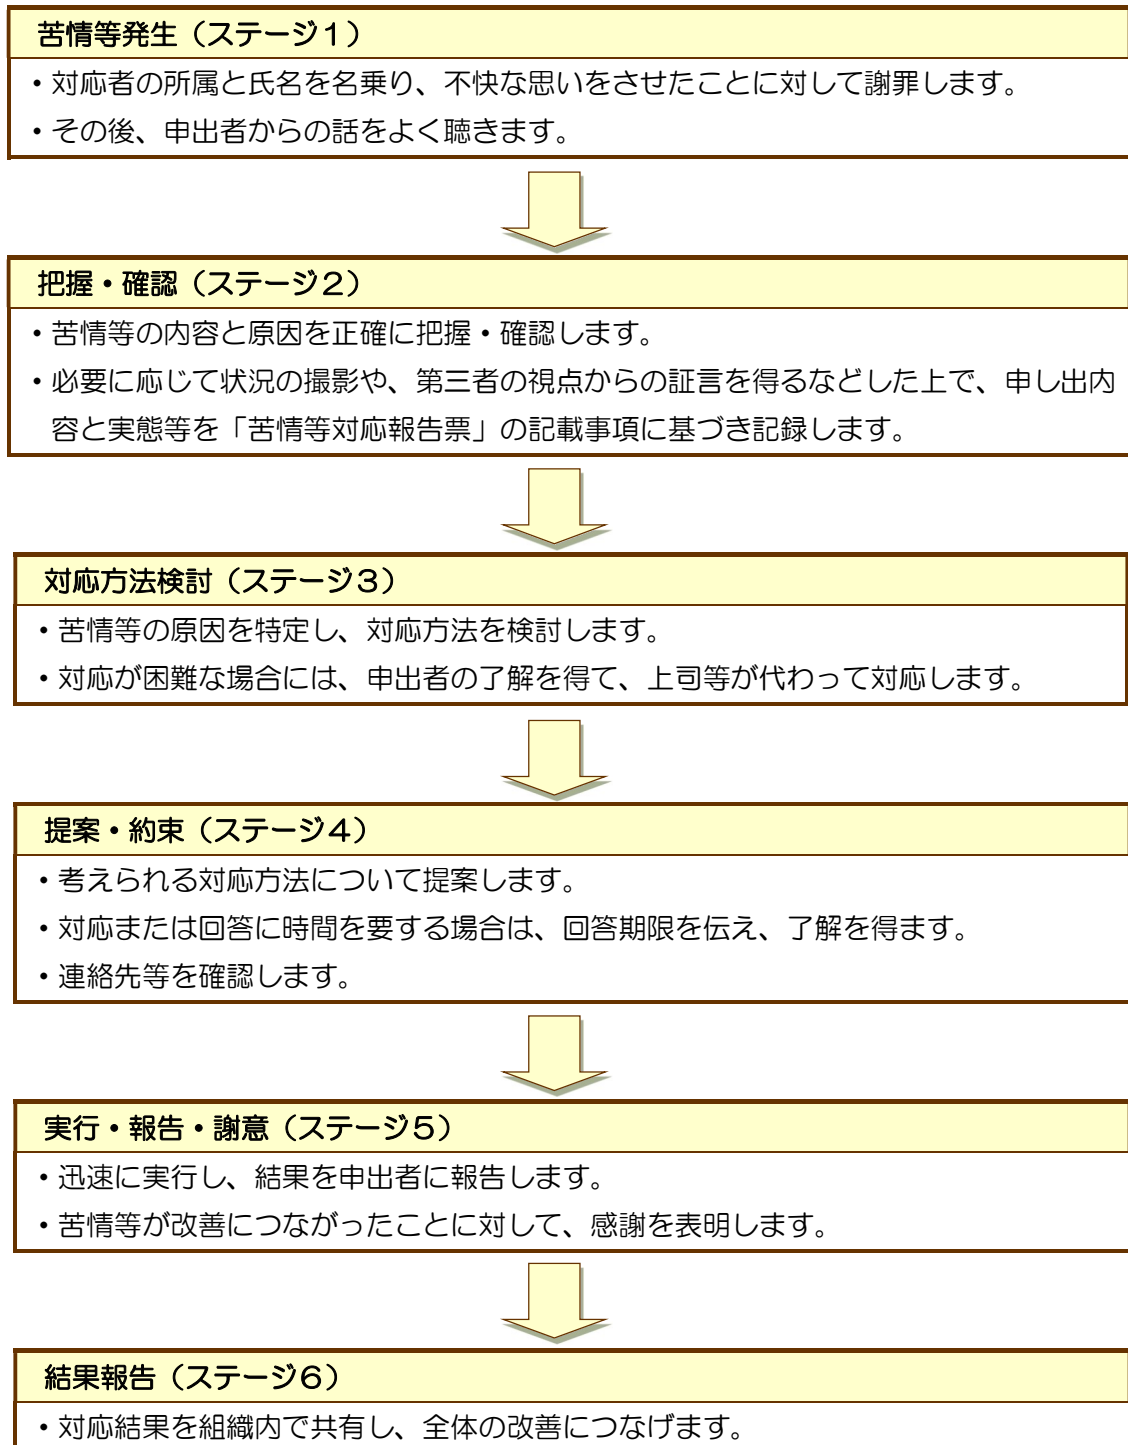 苦情等発生（ステージ１）
・対応者の所属と氏名を名乗り、不快な思いをさせたことに対して謝罪します。
・その後、申出者からの話をよく聴きます。
把握・確認（ステージ２）
・苦情等の内容と原因を正確に把握・確認します。
・必要に応じて状況の撮影や、第三者の視点からの証言を得るなどした上で、申し出内
容と実態等を「苦情等対応報告票」の記載事項に基づき記録します。
対応方法検討（ステージ３）
・苦情等の原因を特定し、対応方法を検討します。
・対応が困難な場合には、申出者の了解を得て、上司等が代わって対応します。
提案・約束（ステージ４）
・考えられる対応方法について提案します。
・対応または回答に時間を要する場合は、回答期限を伝え、了解を得ます。
・連絡先等を確認します。
実行・報告・謝意（ステージ５）
・迅速に実行し、結果を申出者に報告します。
・苦情等が改善につながったことに対して、感謝を表明します。
結果報告（ステージ６）
・対応結果を組織内で共有し、全体の改善につなげます。